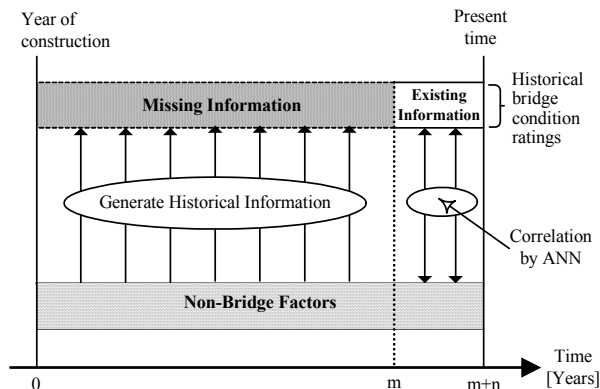 Year of
construction
Present
time
Missing Information
Existing
Information
Historical
bridge
condition
ratings
Generate Historical Information
Correlation
by ANN
Non-Bridge Factors
0
m
m+n
Time
[Years]